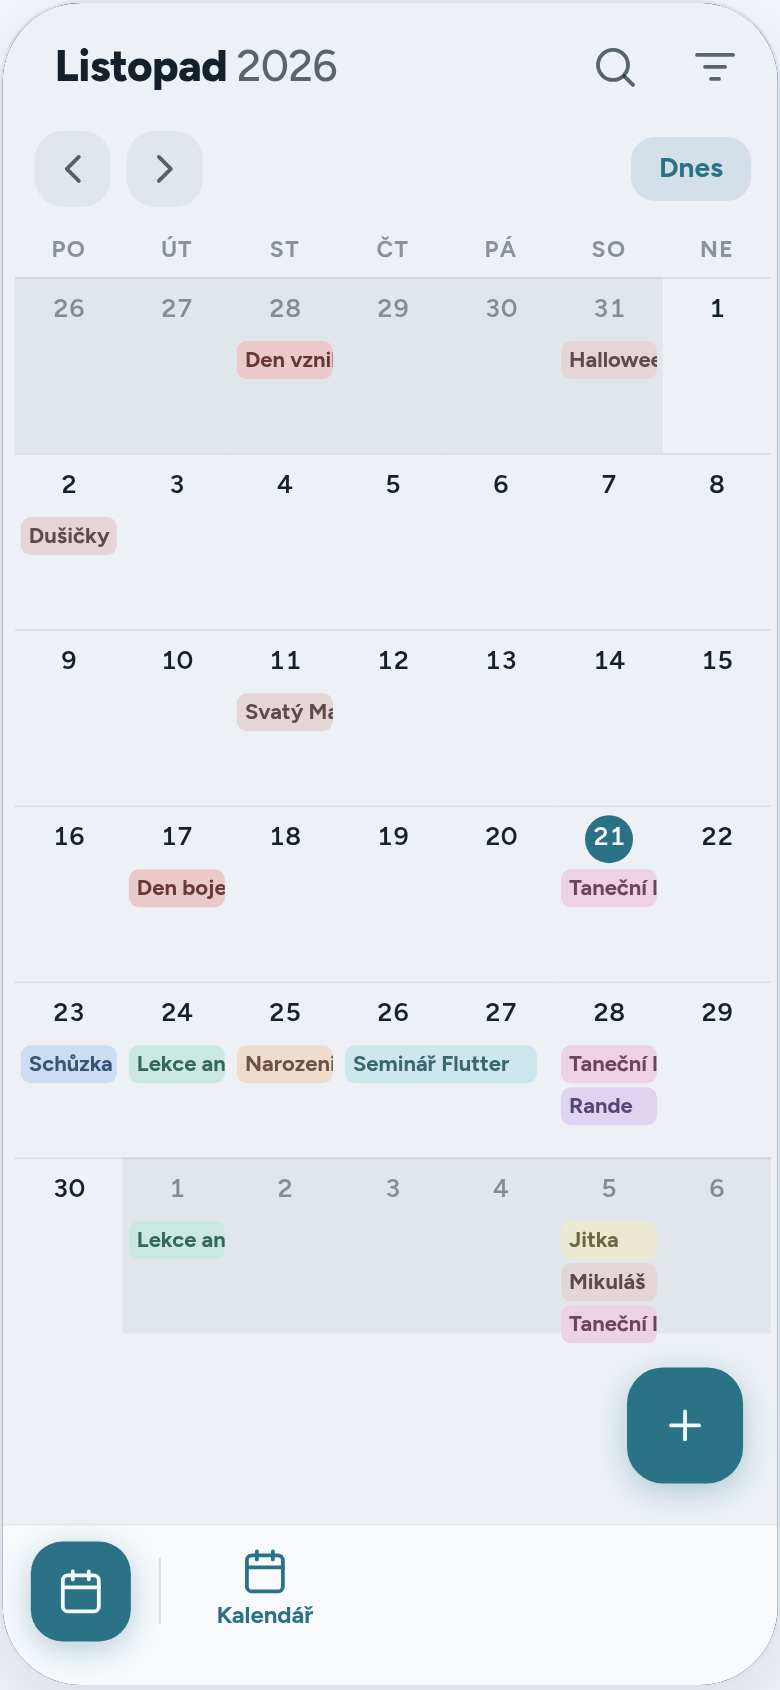 Listopad 2026
Dnes
PO ÚT ST ČT PÁ SO NE
26 27 28 29 30 31 1
Den vzni Hallowee
2 3 4 5 6 7 8
Dušičky
9 10 11 12 13 14 15
Svatý Ma
16 17 18 19 20 21 22
Den boje Taneční l
23 24 25 26 27 28 29
Schůzka Lekce an Narozeni Seminář Flutter Taneční l
Rande
30 1 2 3 4 5 6
Lekce an Jitka
Mikuláš
Taneční l
Kalendář